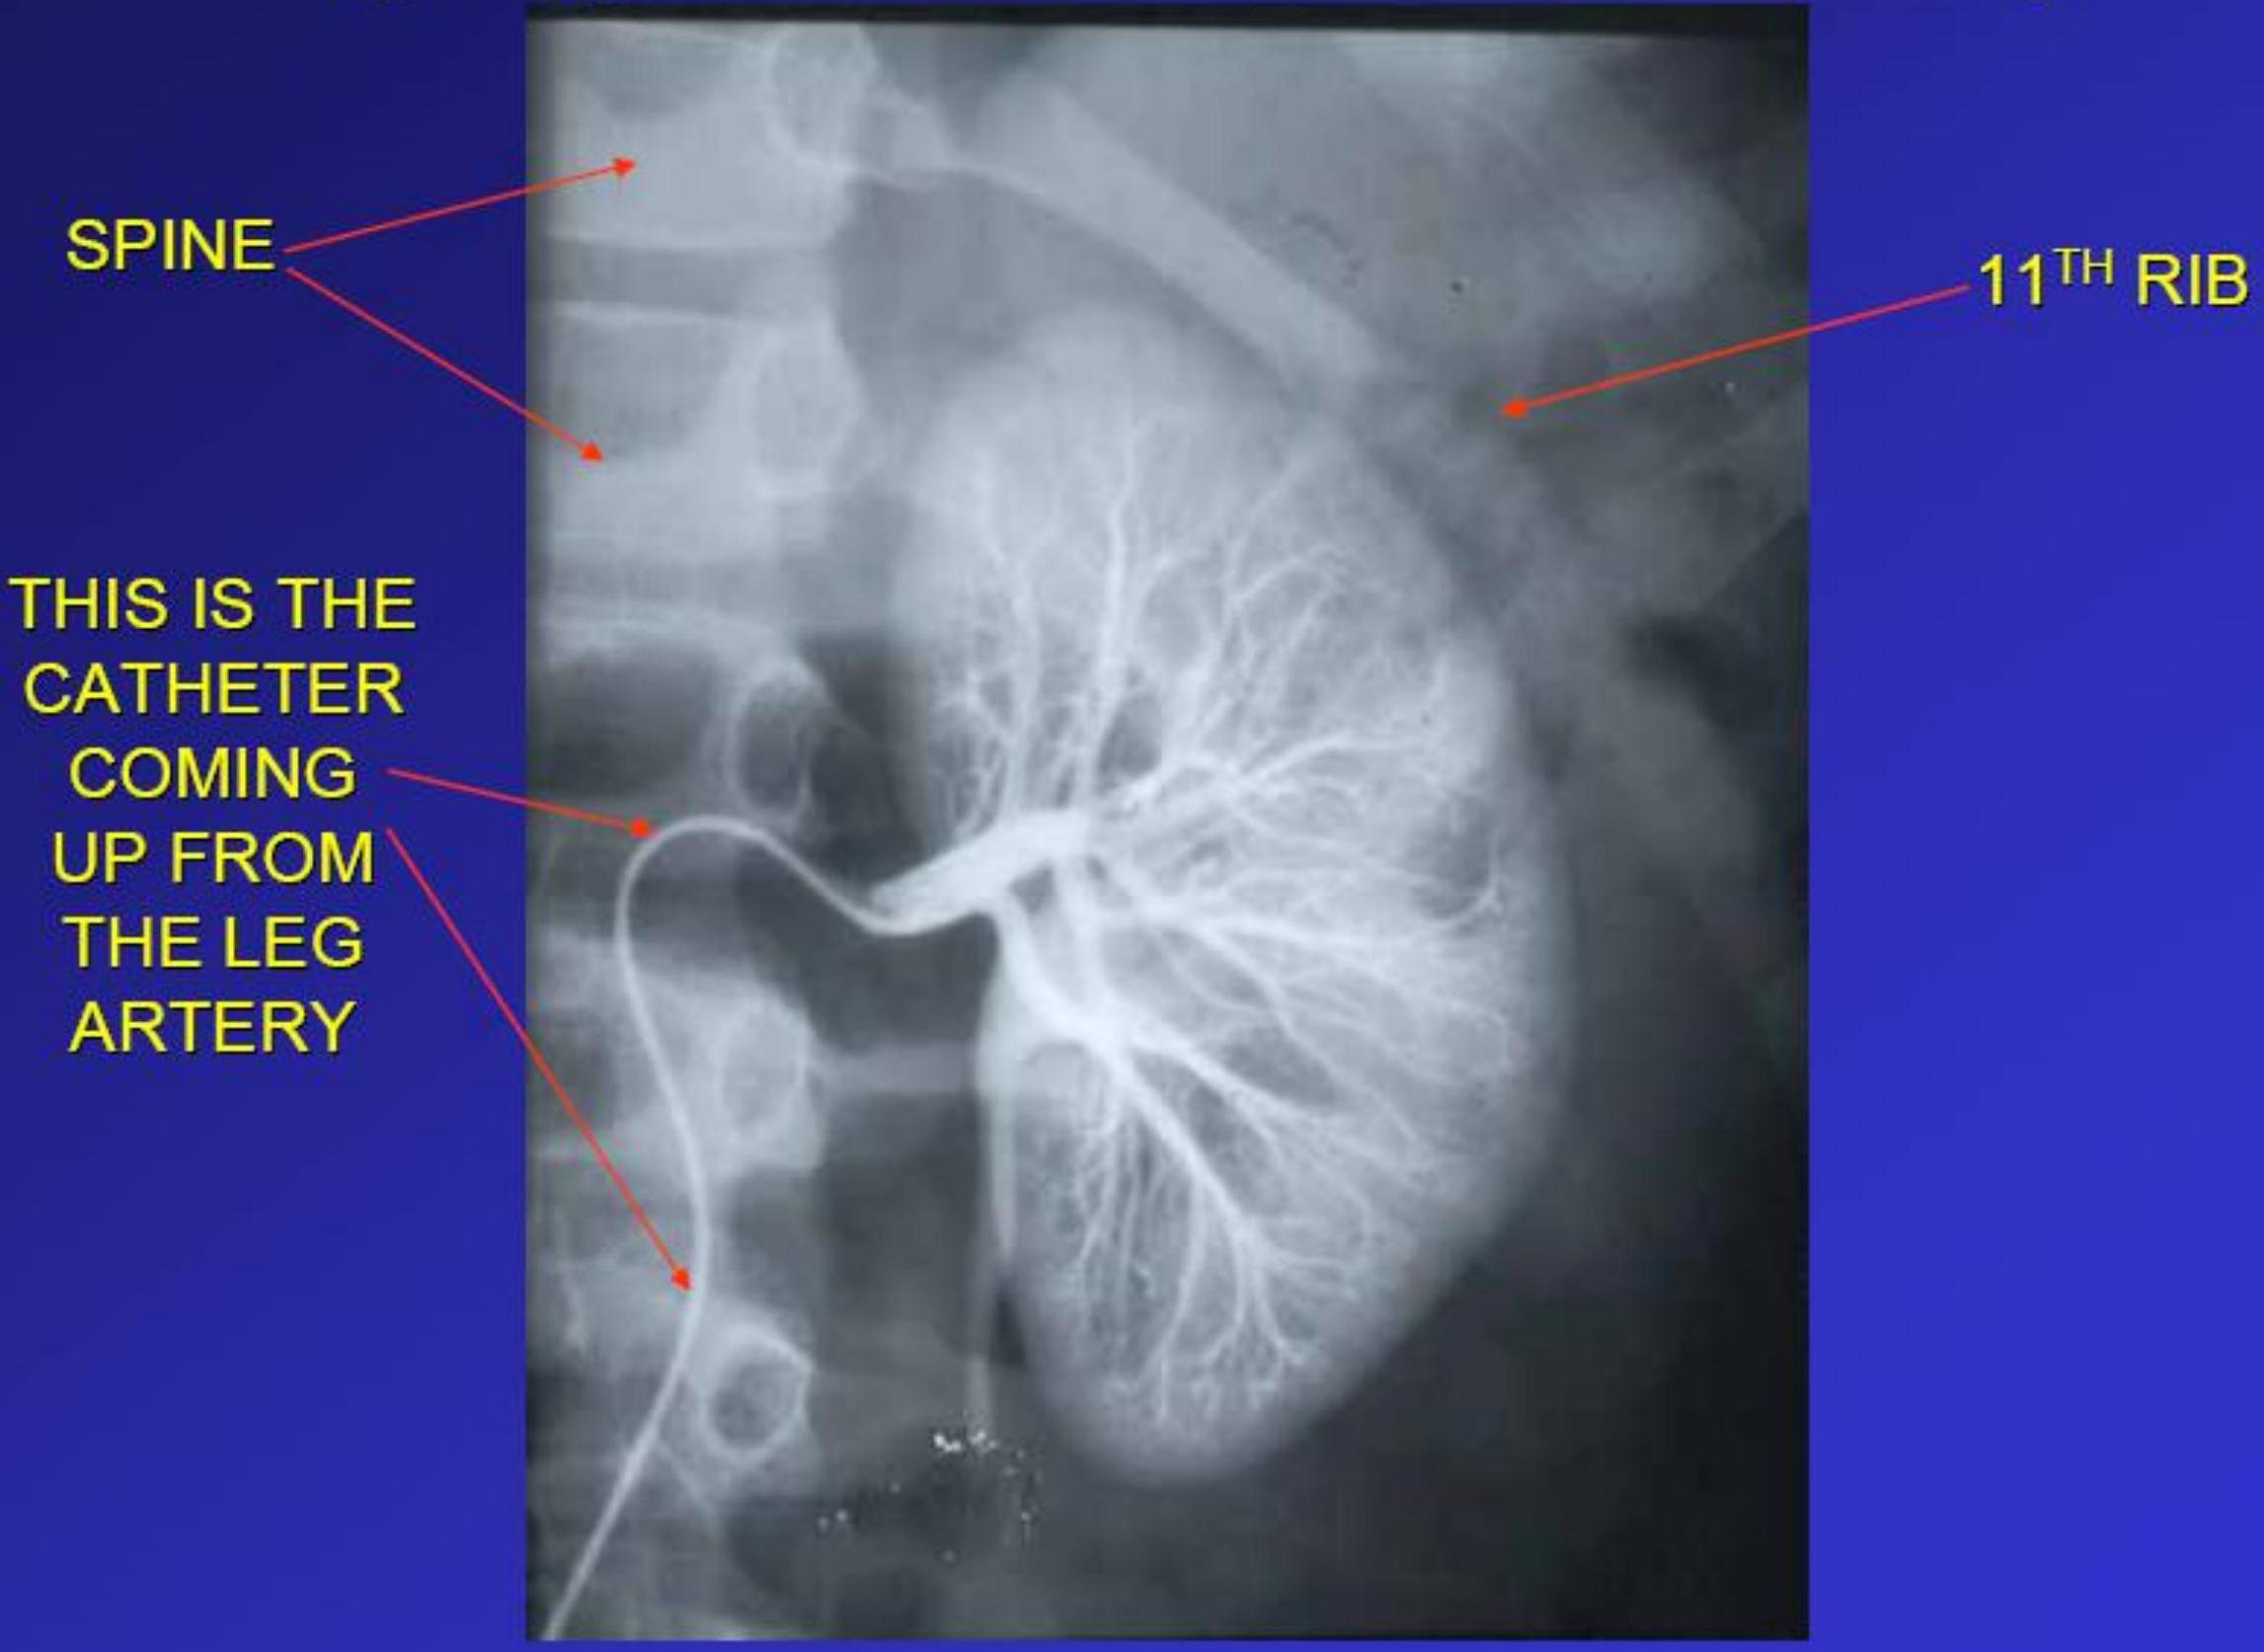 SPINE
11TH RIB
THIS IS THE
CATHETER
COMING
UP FROM
THE LEG
ARTERY